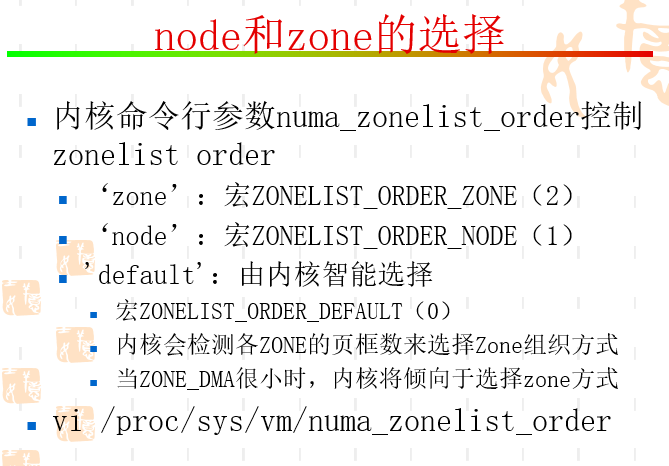 node和zone的选择
内核命令行参数numa_zonelist_order控制
zonelist order
‘zone’：宏ZONELIST_ORDER_ZONE（2）
‘node’：宏ZONELIST_ORDER_NODE（1）
'default'：由内核智能选择
宏ZONELIST_ORDER_DEFAULT（0）
内核会检测各ZONE的页框数来选择Zone组织方式
当ZONE_DMA很小时，内核将倾向于选择zone方式
vi /proc/sys/vm/numa_zonelist_order